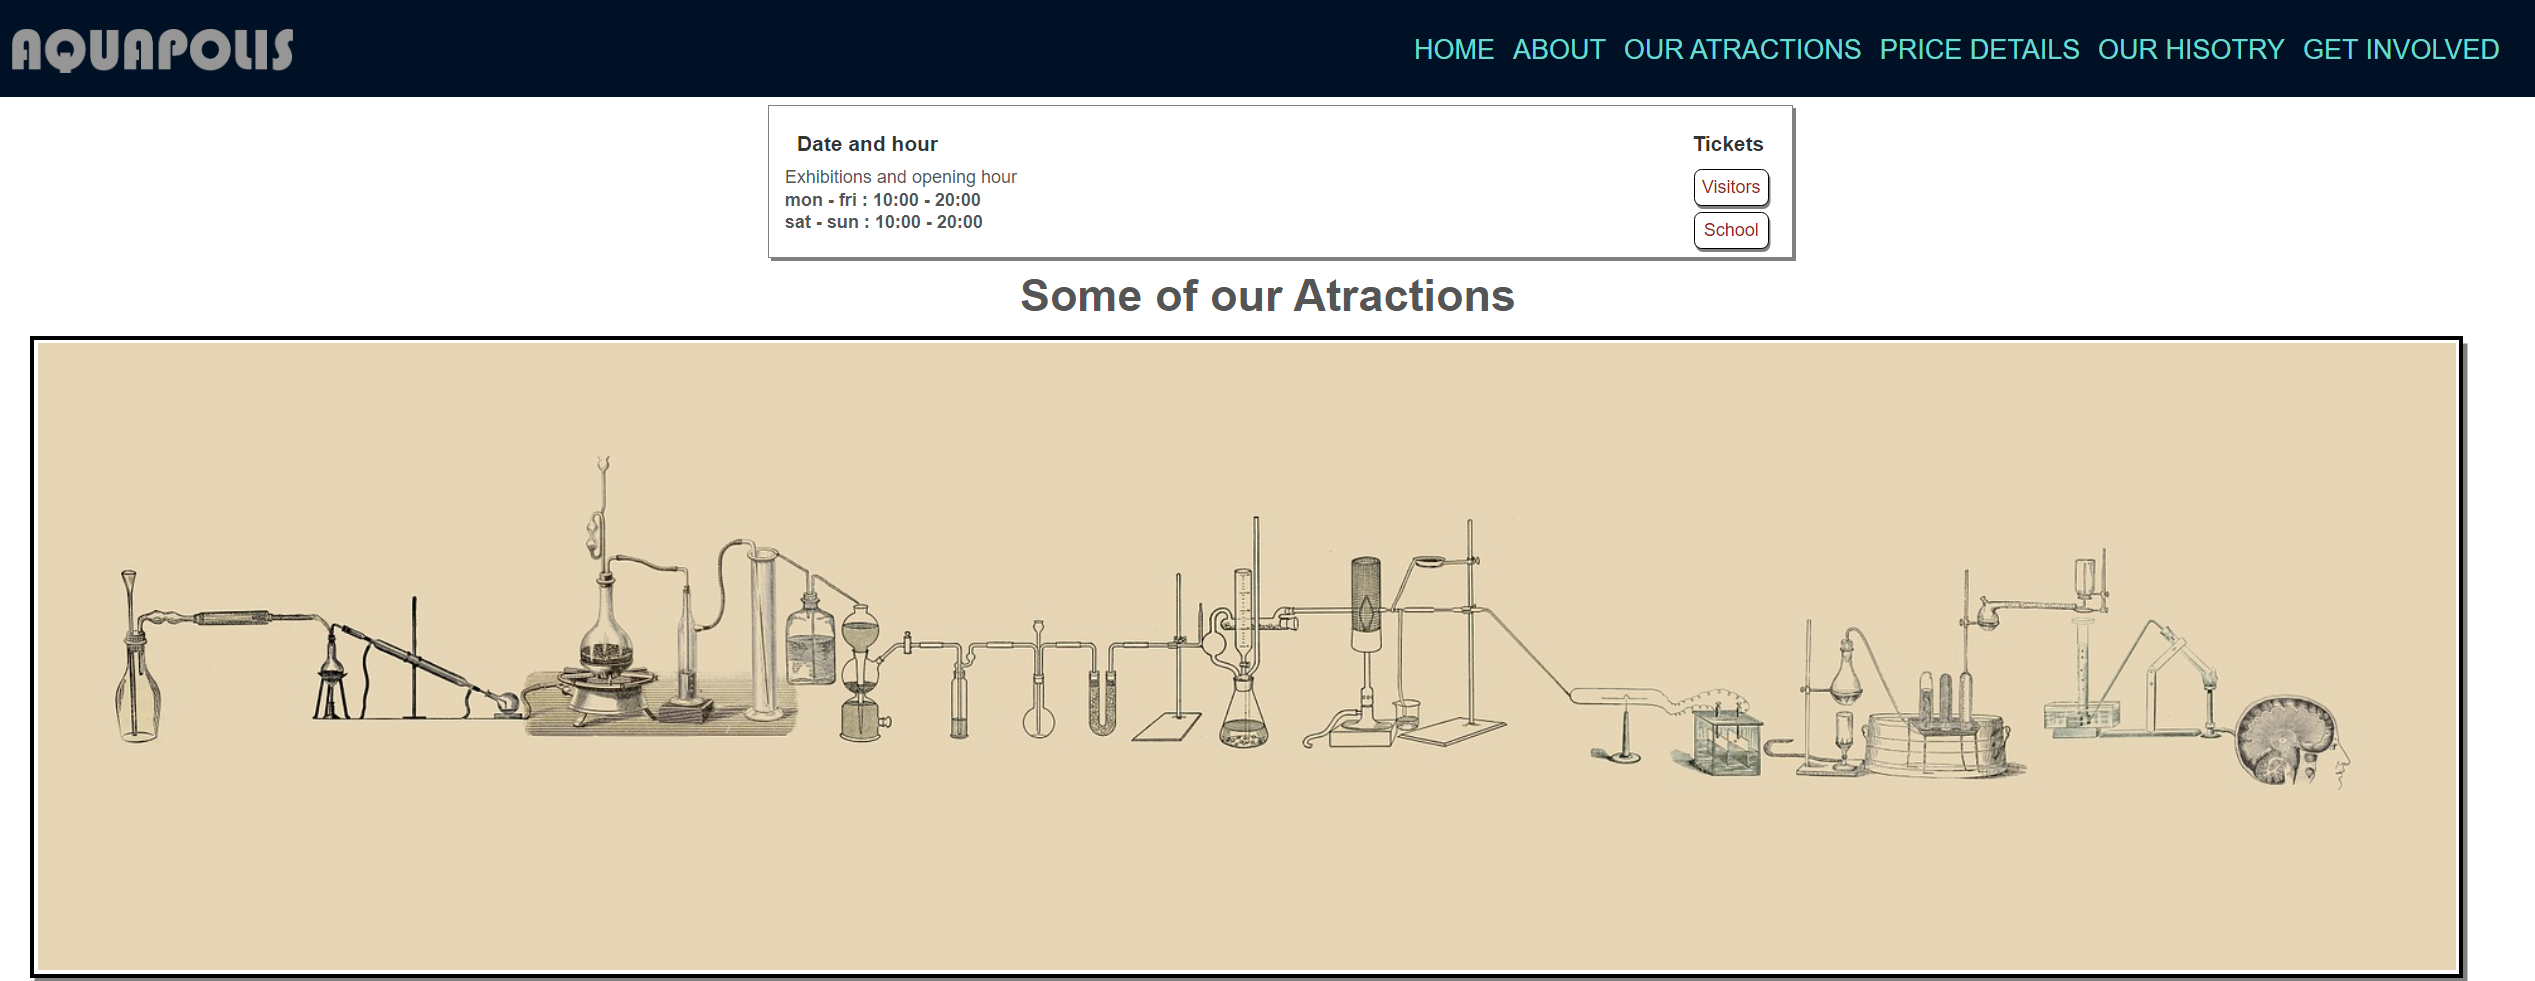 AQUAPOLIS
HOME ABOUT OUR ATRACTIONS PRICE DETAILS OUR HISOTRY GET INVOLVED
Date and hour
Exhibitions and opening hour
mon - fri : 10:00 - 20:00
sat - sun : 10:00 - 20:00
Tickets
Visitors
School
Some of our Atractions